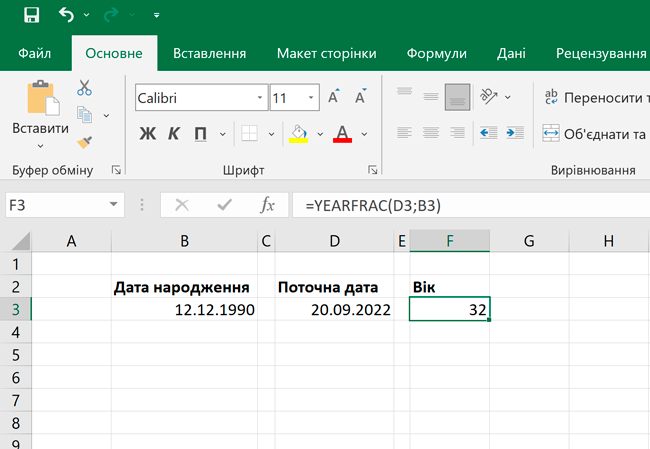 Файл Основне Вставлення Макет сторінки Формули Дані Рецензування
Calibri 11
Вставити
Ж К П А
ab
c
Переносити т
Об'єднати та
Буфер обміну Шрифт Вирівнювання
F3 fx =YEARFRAC(D3;B3)
A B C D E F G H
1
2 Дата народження Поточна дата Вік
3 12.12.1990 20.09.2022 32
4
5
6
7
8
9